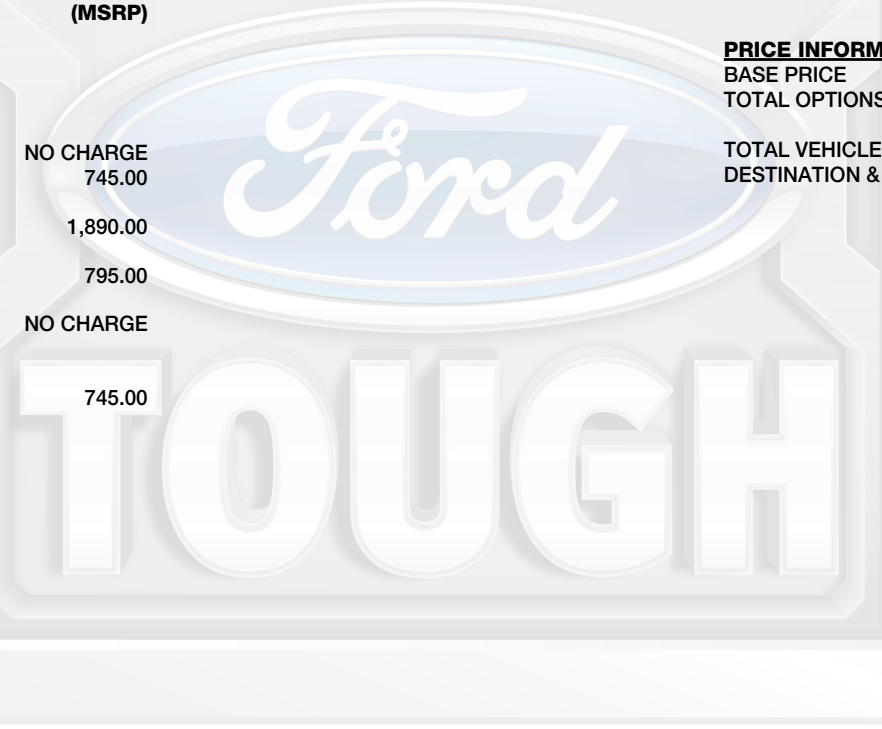 (MSRP)
NO CHARGE
745.00
1,890.00
795.00
NO CHARGE
745.00
PRICE INFORM
BASE PRICE
TOTAL OPTIONS
TOTAL VEHICLE
DESTINATION &
Ford
TOUGH